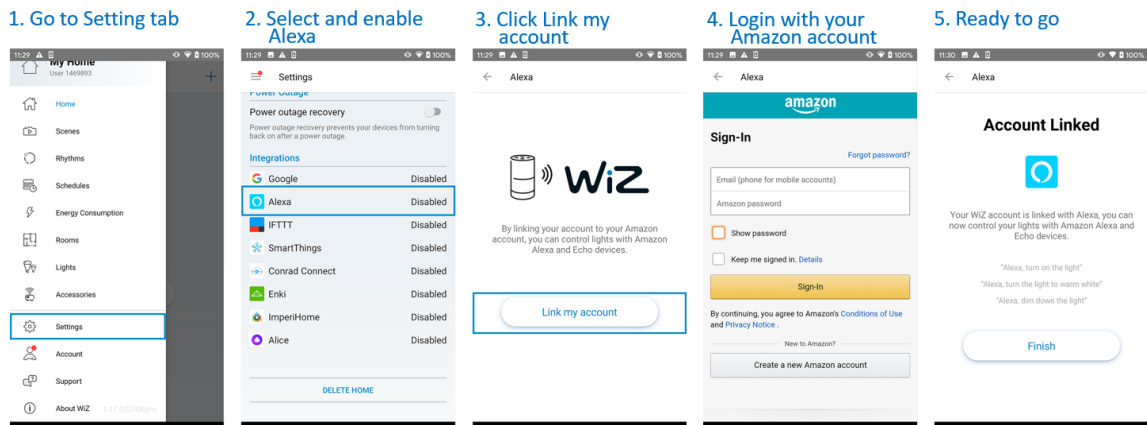 1. Go to Setting tab
11:29
100%
My Home
User 1469893
Home
Scenes
Rhythms
Schedules
Energy Consumption
Rooms
Lights
Accessories
Settings
Account
Support
About WiZ
2. Select and enable
Alexa
11:29
100%
Settings
Power Outage
Power outage recovery
Power outage recovery prevents your devices from turning
back on after a power outage.
Integrations
Google Disabled
Alexa Disabled
IFTTT Disabled
SmartThings Disabled
Conrad Connect Disabled
Enki Disabled
ImperiHome Disabled
Alice Disabled
DELETE HOME
3. Click Link my
account
11:29
100%
Alexa
WiZ
By linking your account to your Amazon
account, you can control lights with Amazon
Alexa and Echo devices.
Link my account
4. Login with your
Amazon account
11:29
100%
Alexa
amazon
Sign-In
Forgot password?
Email (phone for mobile accounts)
Amazon password
Show password
Keep me signed in. Details
Sign-In
By continuing, you agree to Amazon's Conditions of Use
and Privacy Notice .
New to Amazon?
Create a new Amazon account
5. Ready to go
11:30
100%
Alexa
Account Linked
Your WiZ account is linked with Alexa, you can
now control your lights with Amazon Alexa and
Echo devices.
"Alexa, turn on the light"
"Alexa, turn the light to warm white"
"Alexa, dim down the light"
Finish